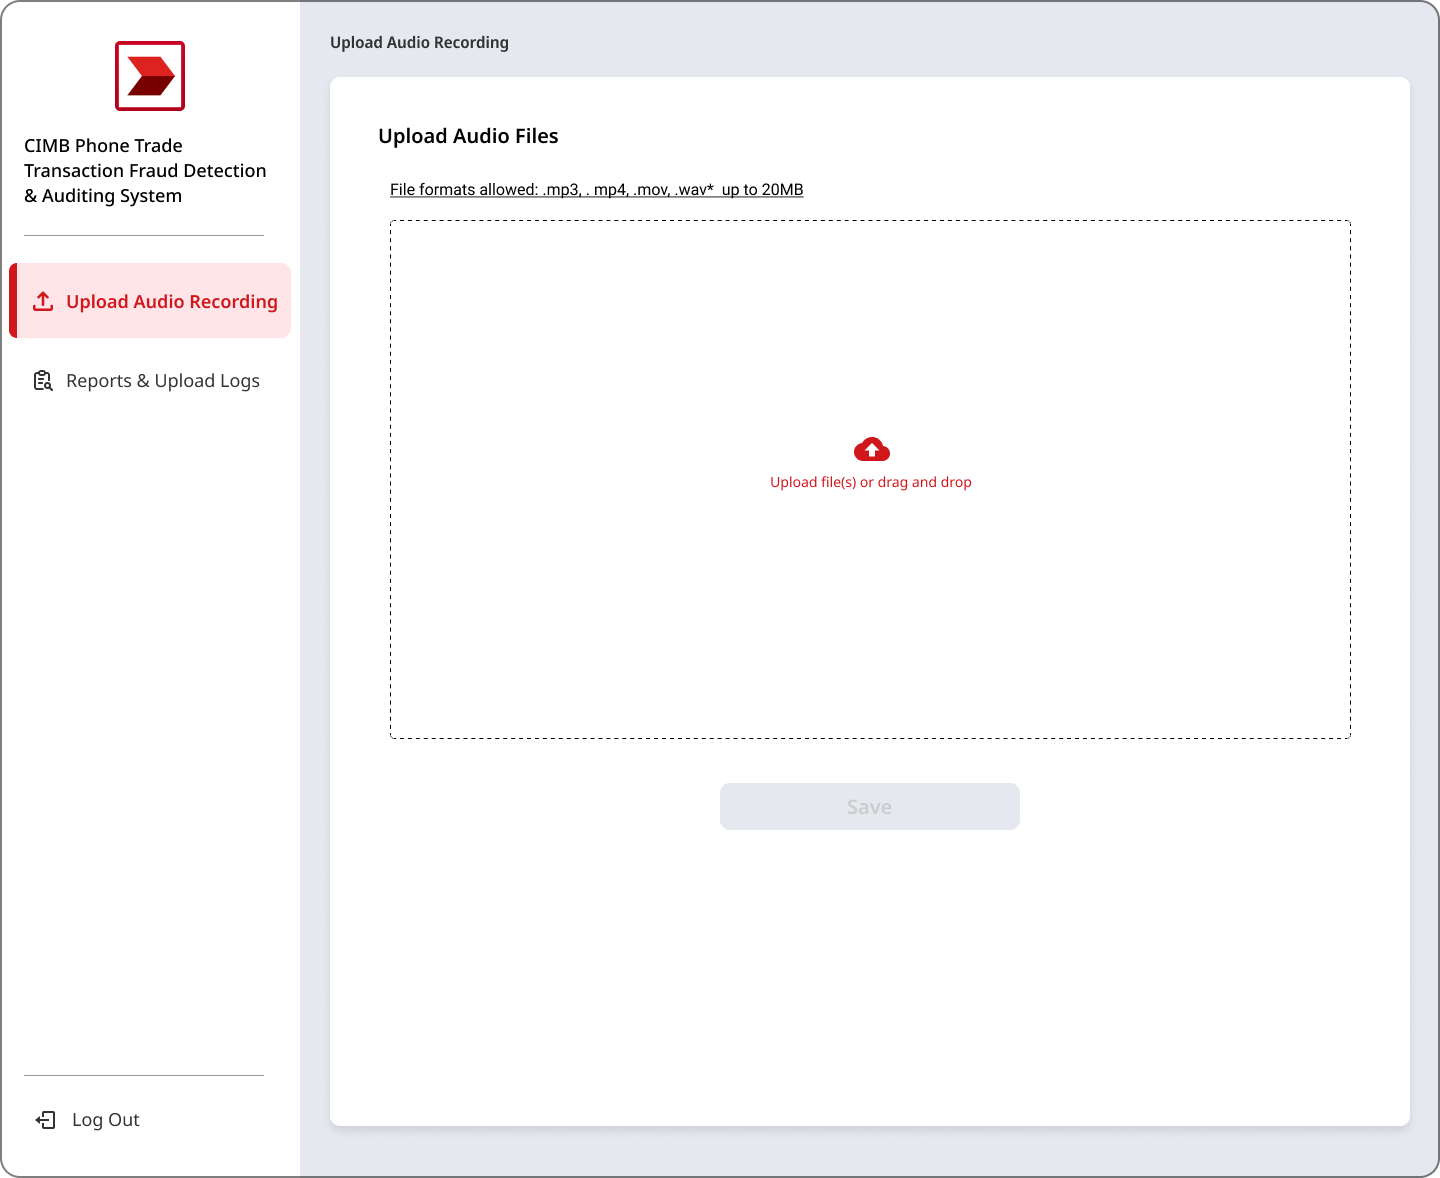 CIMB Phone Trade
Transaction Fraud Detection
& Auditing System
Upload Audio Recording
Reports & Upload Logs
Log Out
Upload Audio Recording
Upload Audio Files
File formats allowed: .mp3, . mp4, .mov, .wav*  up to 20MB
Upload file(s) or drag and drop
Save